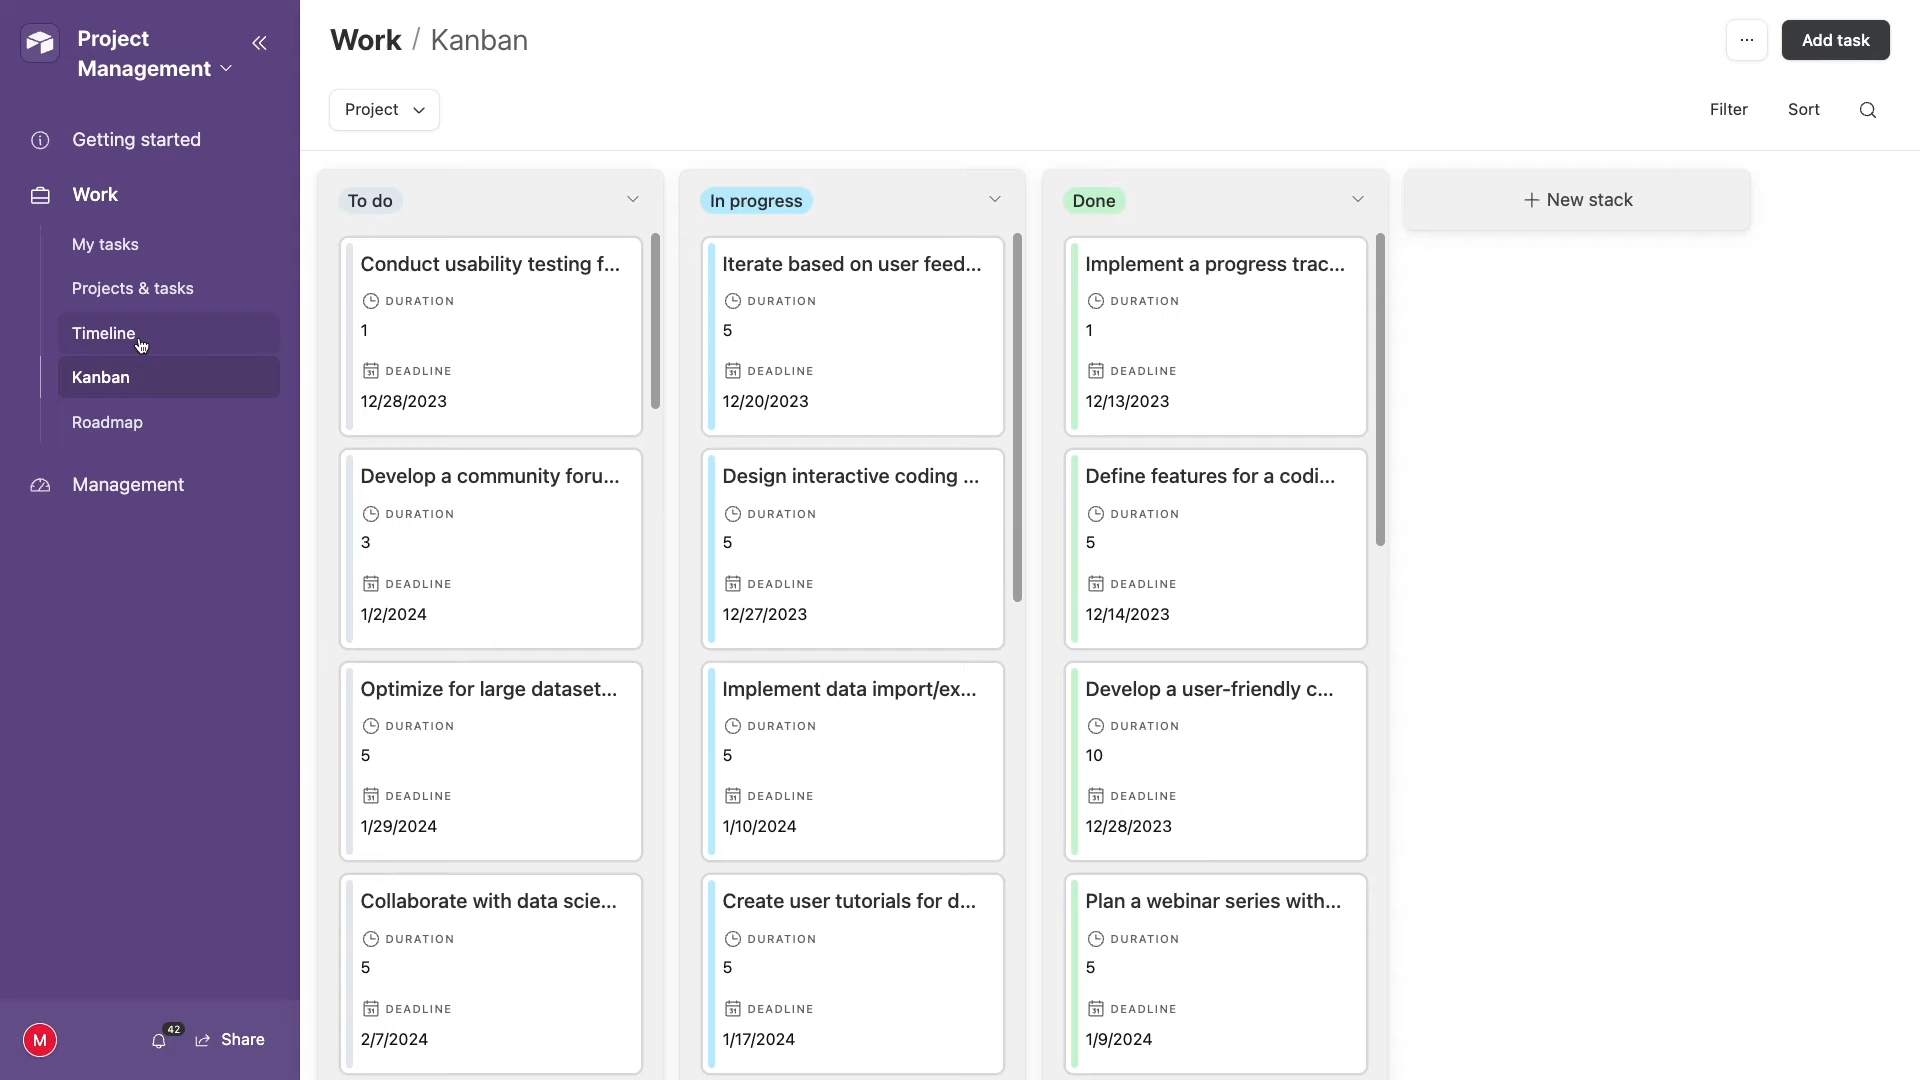 Project
Management
Getting started
Work
My tasks
Projects & tasks
Timeline
Kanban
Roadmap
Management
M
42
Share
Work / Kanban
...
Add task
Project
Filter
Sort
To do
Conduct usability testing f...
DURATION
1
DEADLINE
12/28/2023
Develop a community foru...
DURATION
3
DEADLINE
1/2/2024
Optimize for large dataset...
DURATION
5
DEADLINE
1/29/2024
Collaborate with data scie...
DURATION
5
DEADLINE
2/7/2024
In progress
Iterate based on user feed...
DURATION
5
DEADLINE
12/20/2023
Design interactive coding ...
DURATION
5
DEADLINE
12/27/2023
Implement data import/ex...
DURATION
5
DEADLINE
1/10/2024
Create user tutorials for d...
DURATION
5
DEADLINE
1/17/2024
Done
Implement a progress trac...
DURATION
1
DEADLINE
12/13/2023
Define features for a codi...
DURATION
5
DEADLINE
12/14/2023
Develop a user-friendly c...
DURATION
10
DEADLINE
12/28/2023
Plan a webinar series with...
DURATION
5
DEADLINE
1/9/2024
+ New stack